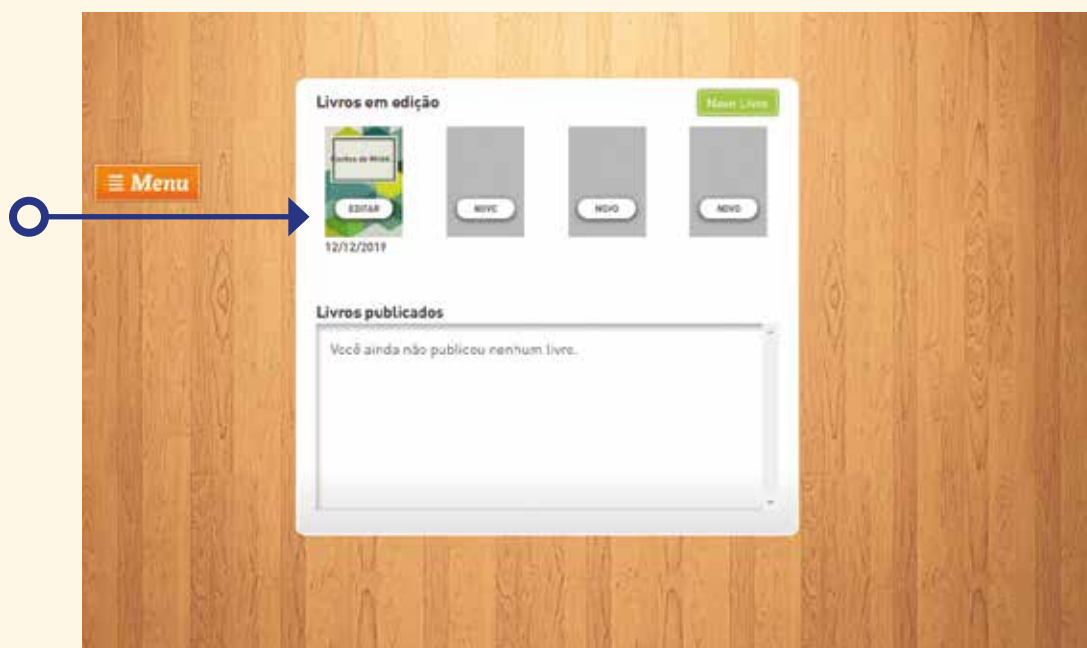 Livros em edição
Novo Livro
Menu
EDITAR
NOVO
NOVO
NOVO
12/12/2019
Livros publicados
Você ainda não publicou nenhum livro.